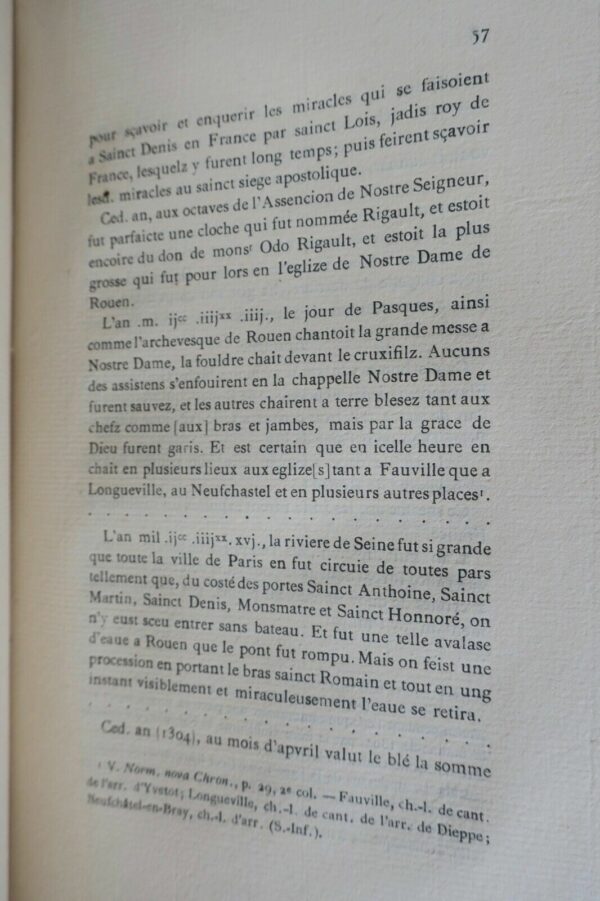 57
pour sçavoir et enquerir les miracles qui se faisoient
a Sainct Denis en France par sainct Lois, jadis roy de
France, lesquelz y furent long temps; puis feirent sçavoir
lesd. miracles au sainct siege apostolique.
Ced. an, aux octaves de l'Assencion de Nostre Seigneur,
fut parfaicte une cloche qui fut nommée Rigault, et estoit
encoire du don de monsʳ Odo Rigault, et estoit la plus
grosse qui fut pour lors en l'eglize de Nostre Dame de
Rouen.
L'an .m. ijᶜᶜ .iiijˣˣ .iiij., le jour de Pasques, ainsi
comme l'archevesque de Rouen chantoit la grande messe a
Nostre Dame, la fouldre chait devant le cruxifilz. Aucuns
des assistens s'enfouirent en la chappelle Nostre Dame et
furent sauvez, et les autres chairent a terre blesez tant aux
chefz comme [aux] bras et jambes, mais par la grace de
Dieu furent garis. Et est certain que en icelle heure en
chait en plusieurs lieux aux eglize[s] tant a Fauville que a
Longueville, au Neufchastel et en plusieurs autres places¹.
. . . . . . . . . . . . . . . .
L'an mil .ijᶜᶜ .iiijˣˣ. xvj., la riviere de Seine fut si grande
que toute la ville de Paris en fut circuie de toutes pars
tellement que, du costé des portes Sainct Anthoine, Sainct
Martin, Sainct Denis, Monsmatre et Sainct Honnoré, on
n'y eust sceu entrer sans bateau. Et fut une telle avalase
d'eaue a Rouen que le pont fut rompu. Mais on feist une
procession en portant le bras sainct Romain et tout en ung
instant visiblement et miraculeusement l'eaue se retira.
. . . . . . . . . . . . . . . .
Ced. an [1304], au mois d'apvril valut le blé la somme
¹ V. Norm. nova Chron., p. 29, 2ᵉ col. — Fauville, ch.-l. de cant.
de l'arr. d'Yvetot; Longueville, ch.-l. de cant. de l'arr. de Dieppe;
Neufchâtel-en-Bray, ch.-l. d'arr. (S.-Inf.).